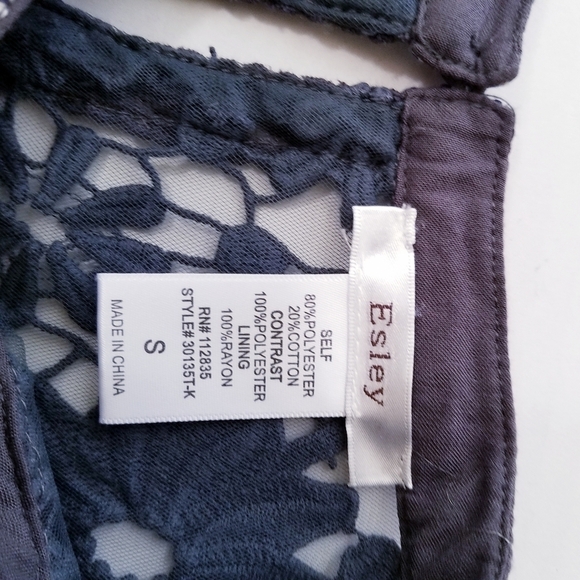 Esley
SELF
80%POLYESTER
20%COTTON
CONTRAST
100%POLYESTER
LINING
100%RAYON
RN# 112835
STYLE# 30135T-K
S
MADE IN CHINA